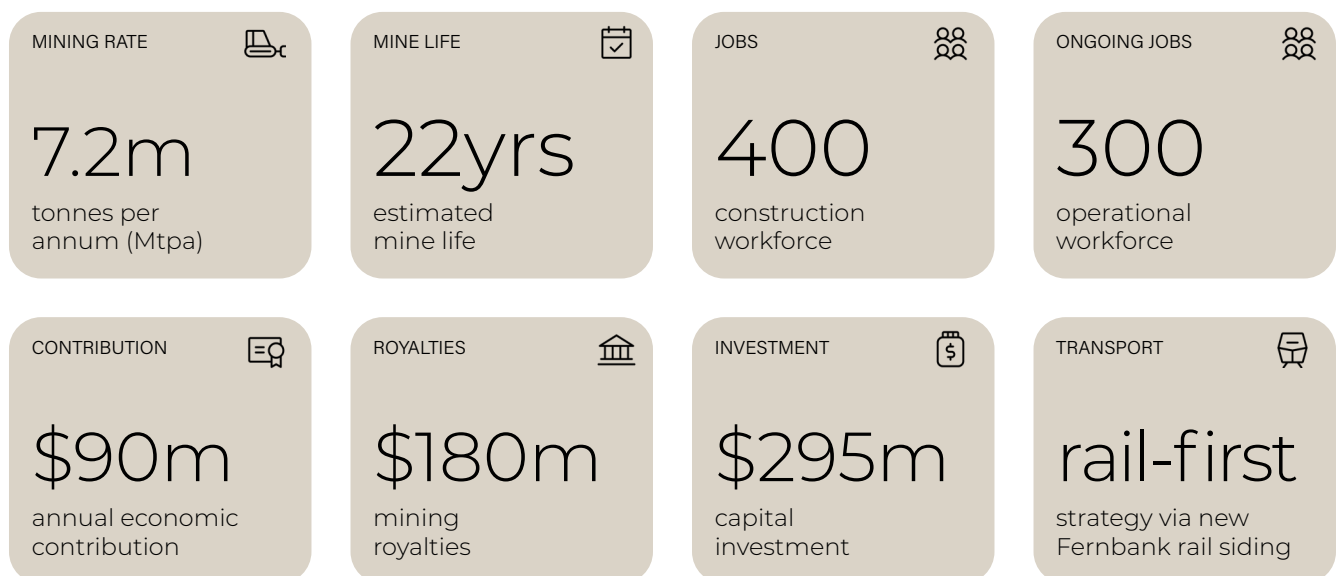 MINING RATE
7.2m
tonnes per
annum (Mtpa)
MINE LIFE
22yrs
estimated
mine life
JOBS
400
construction
workforce
ONGOING JOBS
300
operational
workforce
CONTRIBUTION
$90m
annual economic
contribution
ROYALTIES
$180m
mining
royalties
INVESTMENT
$295m
capital
investment
TRANSPORT
rail-first
strategy via new
Fernbank rail siding